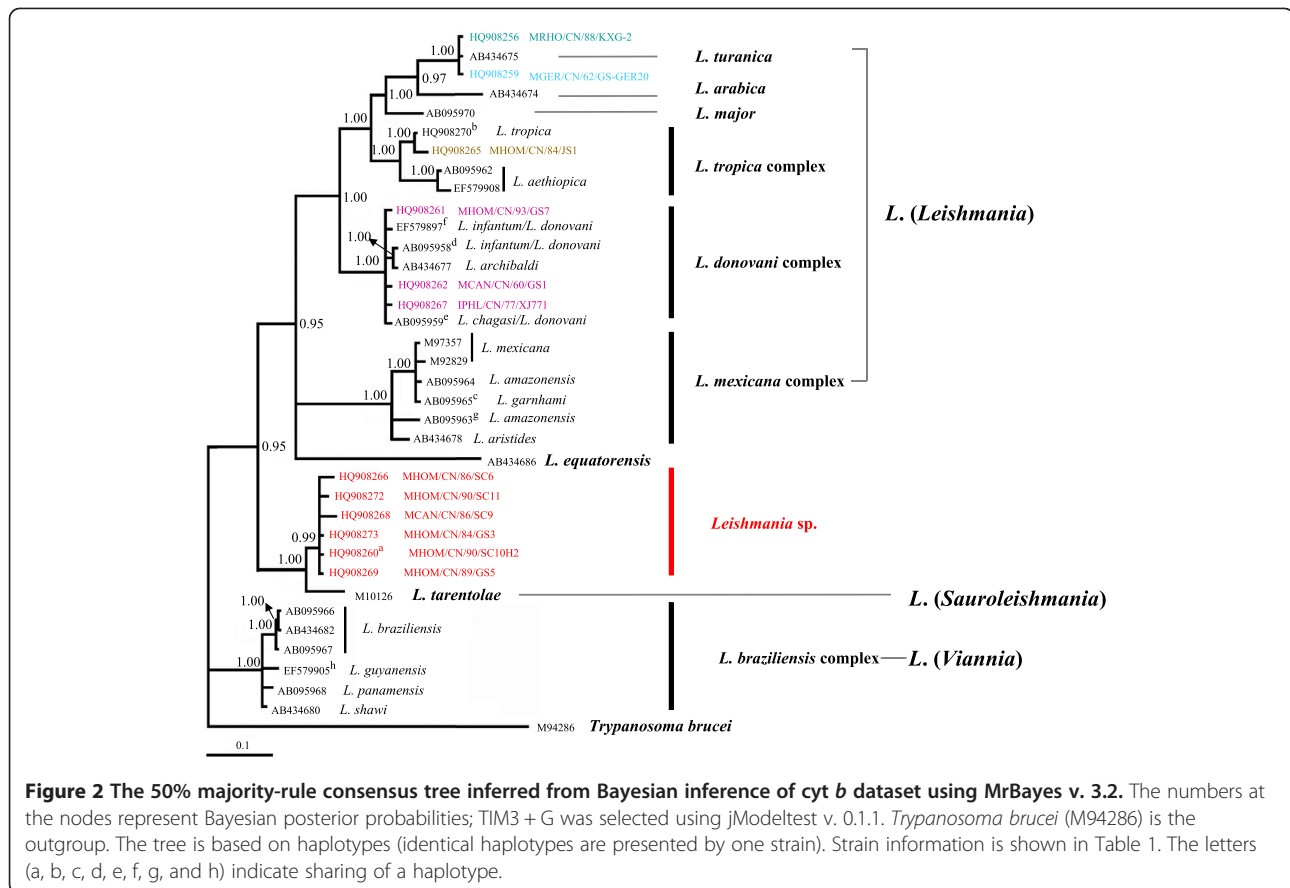 HQ908256 MRHO/CN/88/KXG-2
1.00
AB434675
L. turanica
HQ908259 MGER/CN/62/GS-GER20
0.97
AB434674
L. arabica
1.00
AB095970
L. major
1.00
HQ908270b L. tropica
1.00
HQ908265 MHOM/CN/84/JS1
1.00
AB095962
1.00
EF579908
L. aethiopica
L. tropica complex
1.00
L. (Leishmania)
HQ908261 MHOM/CN/93/GS7
EF579897f L. infantum/L. donovani
1.00
AB095958d L. infantum/L. donovani
1.00
AB434677 L. archibaldi
L. donovani complex
HQ908262 MCAN/CN/60/GS1
HQ908267 IPHL/CN/77/XJ771
AB095959e L. chagasi/L. donovani
0.95
M97357
M92829
L. mexicana
1.00
AB095964 L. amazonensis
L. mexicana complex
1.00
AB095965c L. garnhami
AB095963g L. amazonensis
AB434678 L. aristides
0.95
AB434686 L. equatorensis
HQ908266 MHOM/CN/86/SC6
HQ908272 MHOM/CN/90/SC11
HQ908268 MCAN/CN/86/SC9
Leishmania sp.
0.99
HQ908273 MHOM/CN/84/GS3
HQ908260a MHOM/CN/90/SC10H2
1.00
HQ908269 MHOM/CN/89/GS5
M10126 L. tarentolae
L. (Sauroleishmania)
1.00
AB095966
1.00
AB434682
L. braziliensis
AB095967
1.00
EF579905h L. guyanensis
L. braziliensis complex
L. (Viannia)
AB095968 L. panamensis
AB434680 L. shawi
M94286 Trypanosoma brucei
0.1
Figure 2 The 50% majority-rule consensus tree inferred from Bayesian inference of cyt b dataset using MrBayes v. 3.2. The numbers at
the nodes represent Bayesian posterior probabilities; TIM3 + G was selected using jModeltest v. 0.1.1. Trypanosoma brucei (M94286) is the
outgroup. The tree is based on haplotypes (identical haplotypes are presented by one strain). Strain information is shown in Table 1. The letters
(a, b, c, d, e, f, g, and h) indicate sharing of a haplotype.